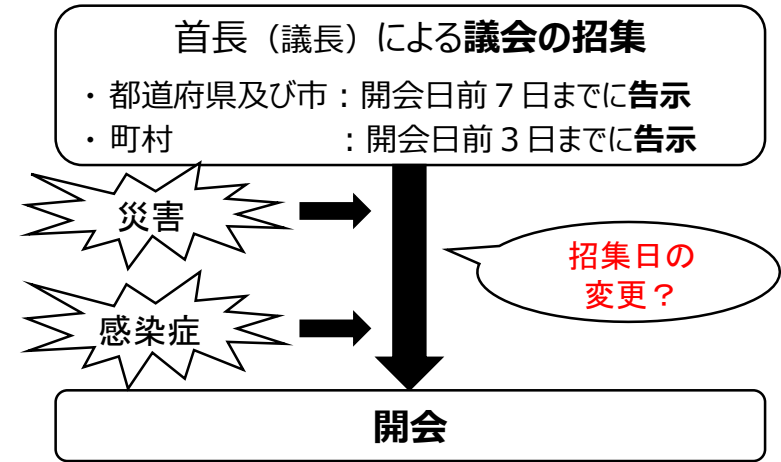 首長（議長）による議会の招集
・都道府県及び市：開会日前７日までに告示
・町村　　　　　：開会日前３日までに告示
災害
招集日の
変更？
感染症
開会